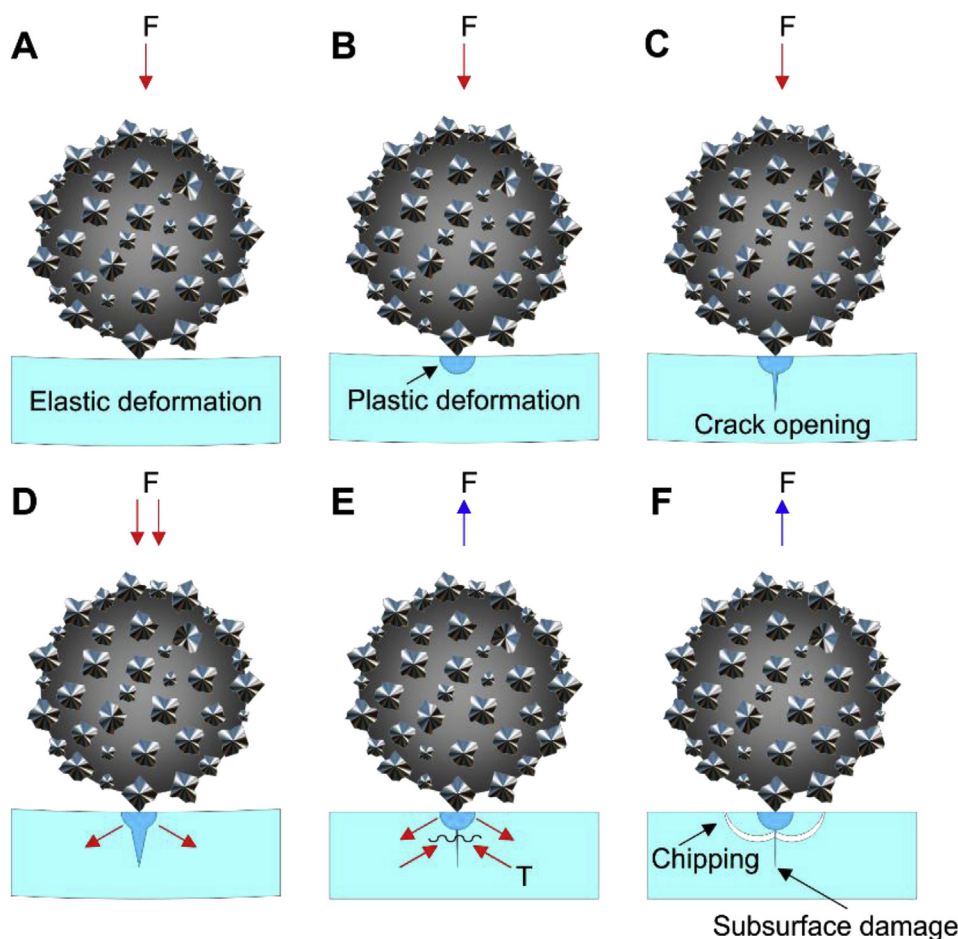 A
F
B
F
C
F
Elastic deformation
Plastic deformation
Crack opening
D
F
E
F
F
F
T
Chipping
Subsurface damage